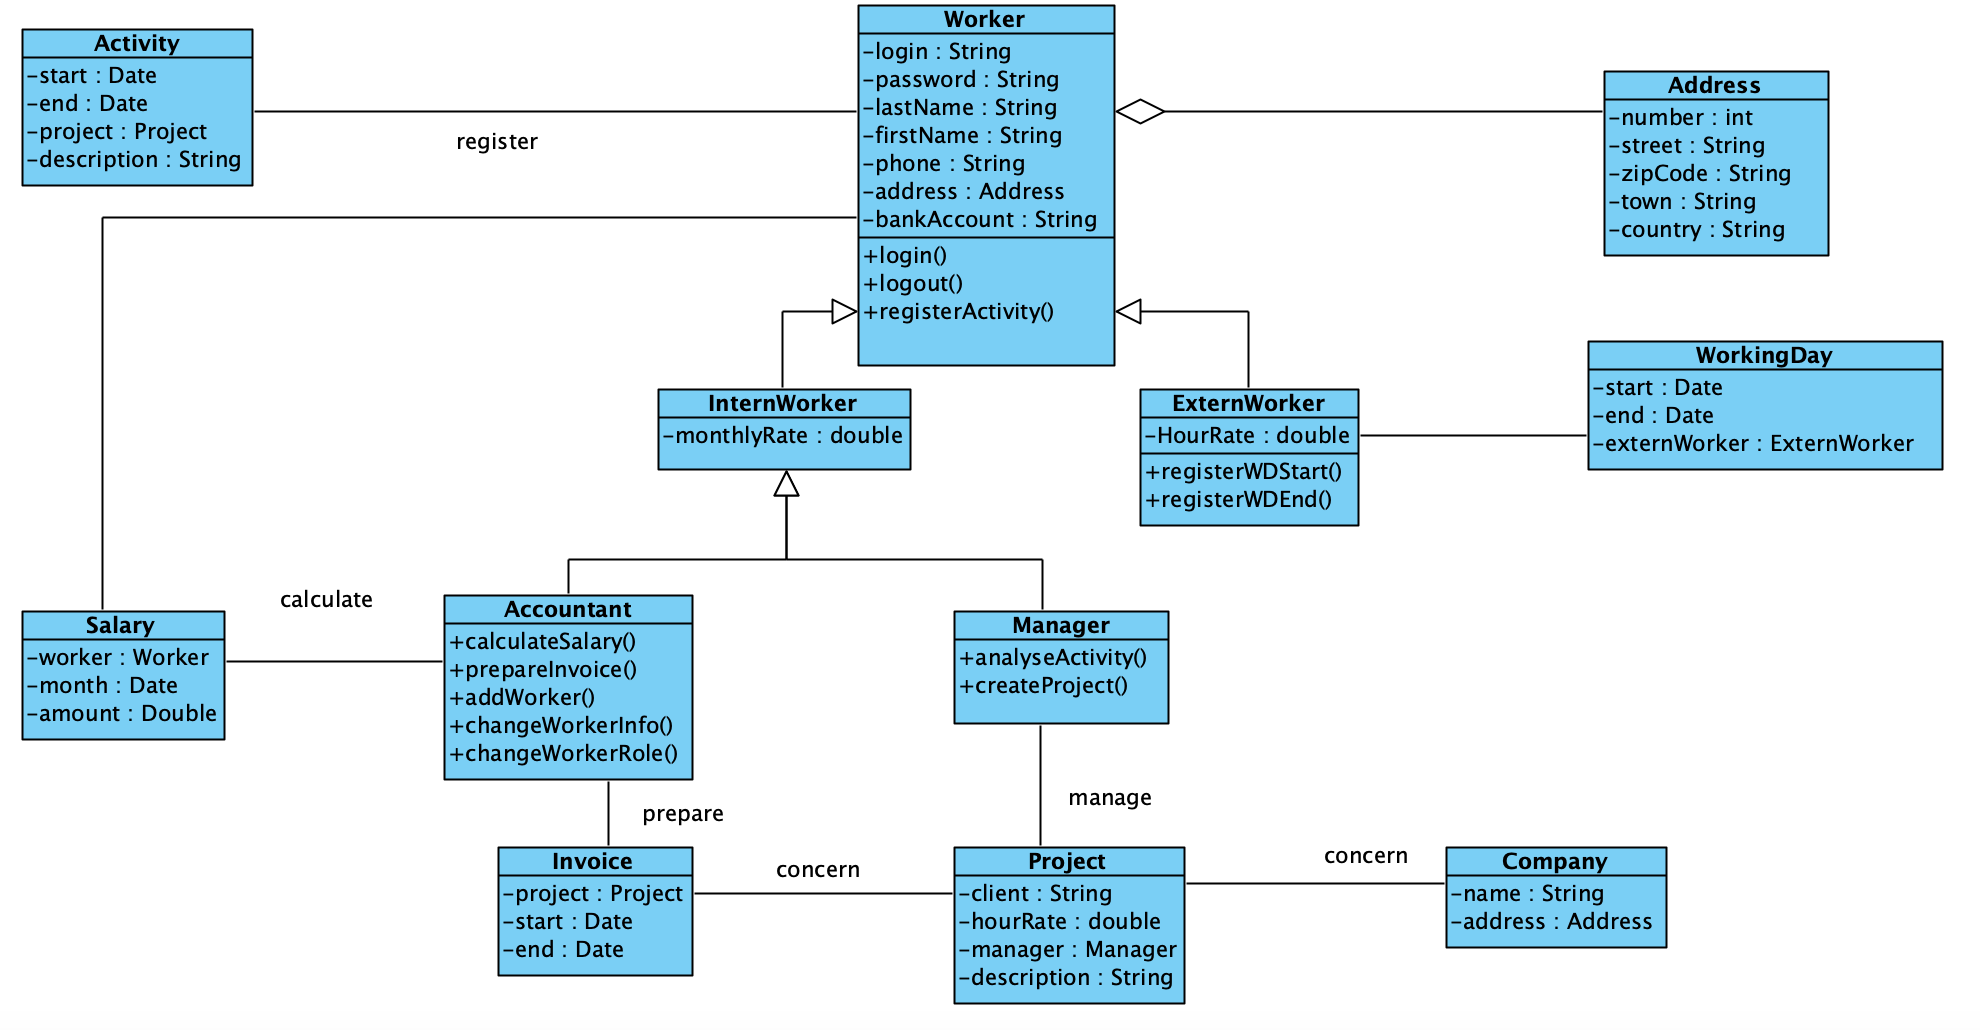 Activity
-start : Date
-end : Date
-project : Project
-description : String
register
Worker
-login : String
-password : String
-lastName : String
-firstName : String
-phone : String
-address : Address
-bankAccount : String
+login()
+logout()
+registerActivity()
Address
-number : int
-street : String
-zipCode : String
-town : String
-country : String
InternWorker
-monthlyRate : double
ExternWorker
-HourRate : double
+registerWDStart()
+registerWDEnd()
WorkingDay
-start : Date
-end : Date
-externWorker : ExternWorker
Salary
-worker : Worker
-month : Date
-amount : Double
calculate
Accountant
+calculateSalary()
+prepareInvoice()
+addWorker()
+changeWorkerInfo()
+changeWorkerRole()
Manager
+analyseActivity()
+createProject()
prepare
manage
Invoice
-project : Project
-start : Date
-end : Date
concern
Project
-client : String
-hourRate : double
-manager : Manager
-description : String
concern
Company
-name : String
-address : Address